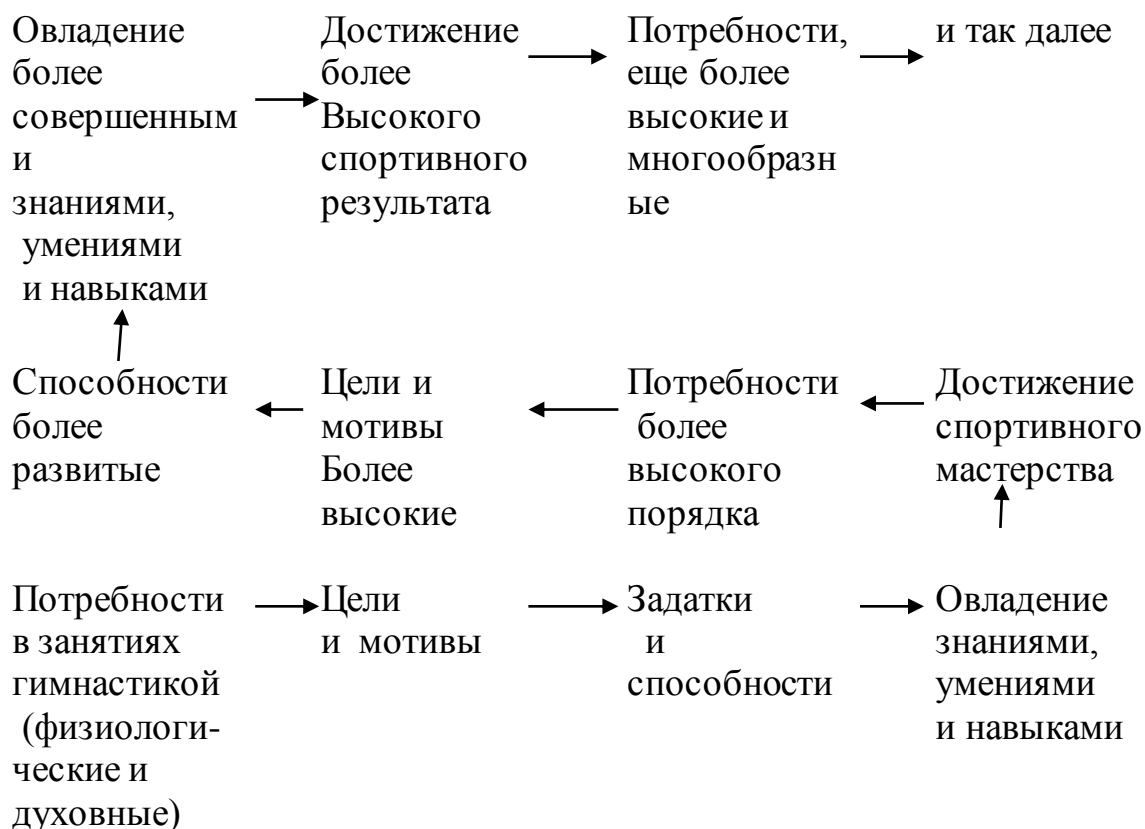 Овладение
более
совершенным
и
знаниями,
умениями
и навыками
Достижение
более
Высокого
спортивного
результата
Потребности,
еще более
высокие и
многообразн
ые
и так далее
Способности
более
развитые
Цели и
мотивы
Более
высокие
Потребности
более
высокого
порядка
Достижение
спортивного
мастерства
Потребности
в занятиях
гимнастикой
(физиологи-
ческие и
духовные)
Цели
и мотивы
Задатки
и
способности
Овладение
знаниями,
умениями
и навыками